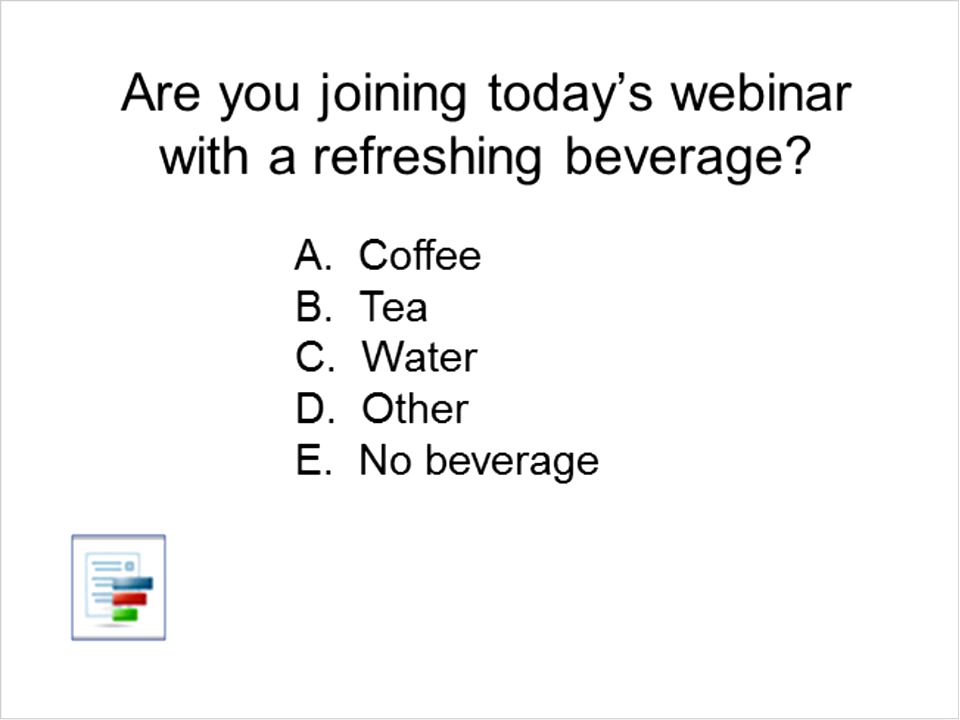 Are you joining today’s webinar
with a refreshing beverage?
A. Coffee
B. Tea
C. Water
D. Other
E. No beverage